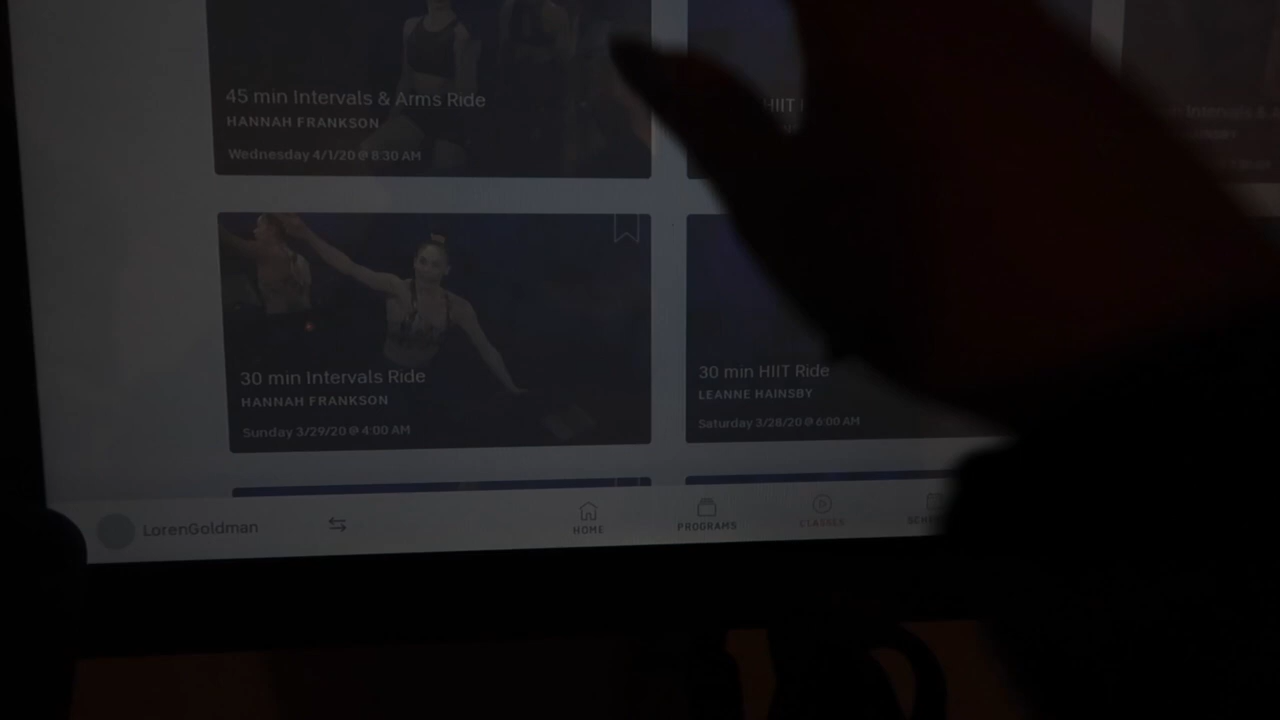 45 min Intervals & Arms Ride
HANNAH FRANKSON
Wednesday 4/1/20 @ 8:30 AM
HIIT
30 min Intervals Ride
HANNAH FRANKSON
Sunday 3/29/20 @ 4:00 AM
30 min HIIT Ride
LEANNE HAINSBY
Saturday 3/28/20 @ 6:00 AM
LorenGoldman
HOME
PROGRAMS
CLASSES